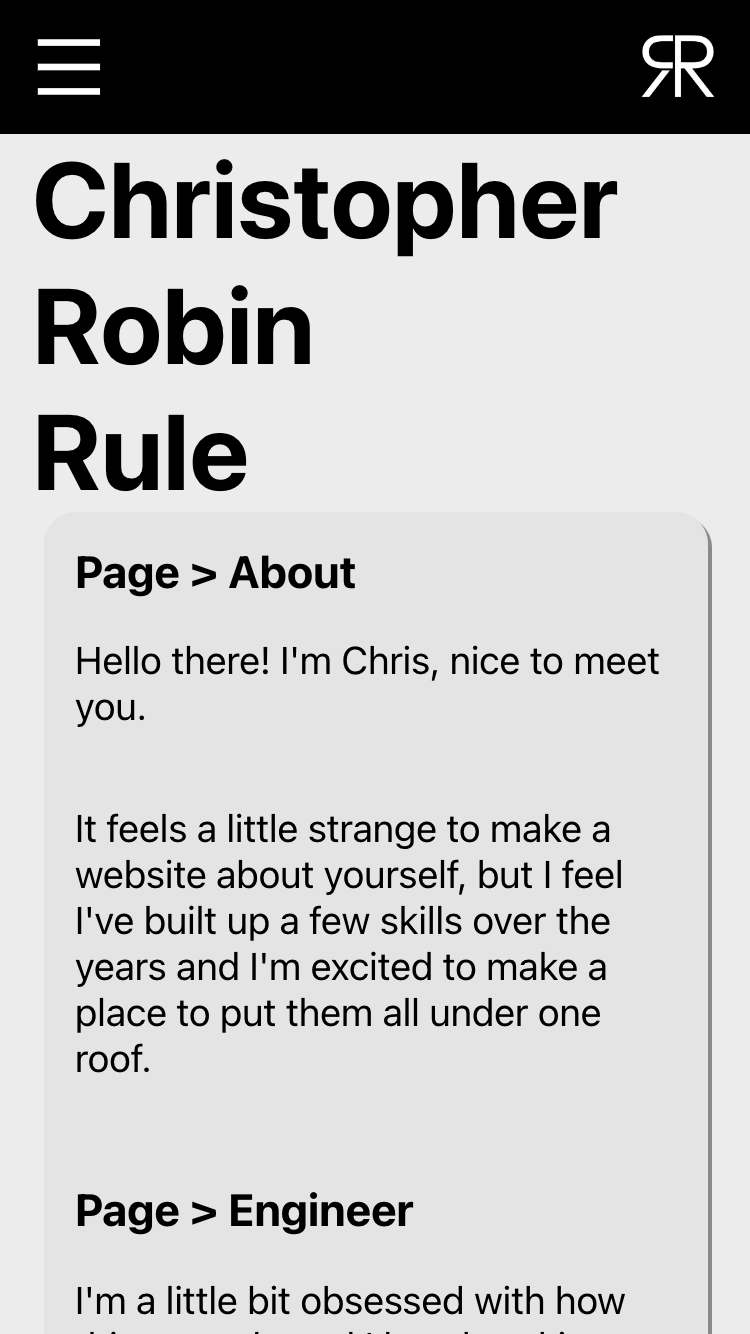 Christopher
Robin
Rule
Page > About
Hello there! I'm Chris, nice to meet
you.
It feels a little strange to make a
website about yourself, but I feel
I've built up a few skills over the
years and I'm excited to make a
place to put them all under one
roof.
Page > Engineer
I'm a little bit obsessed with how